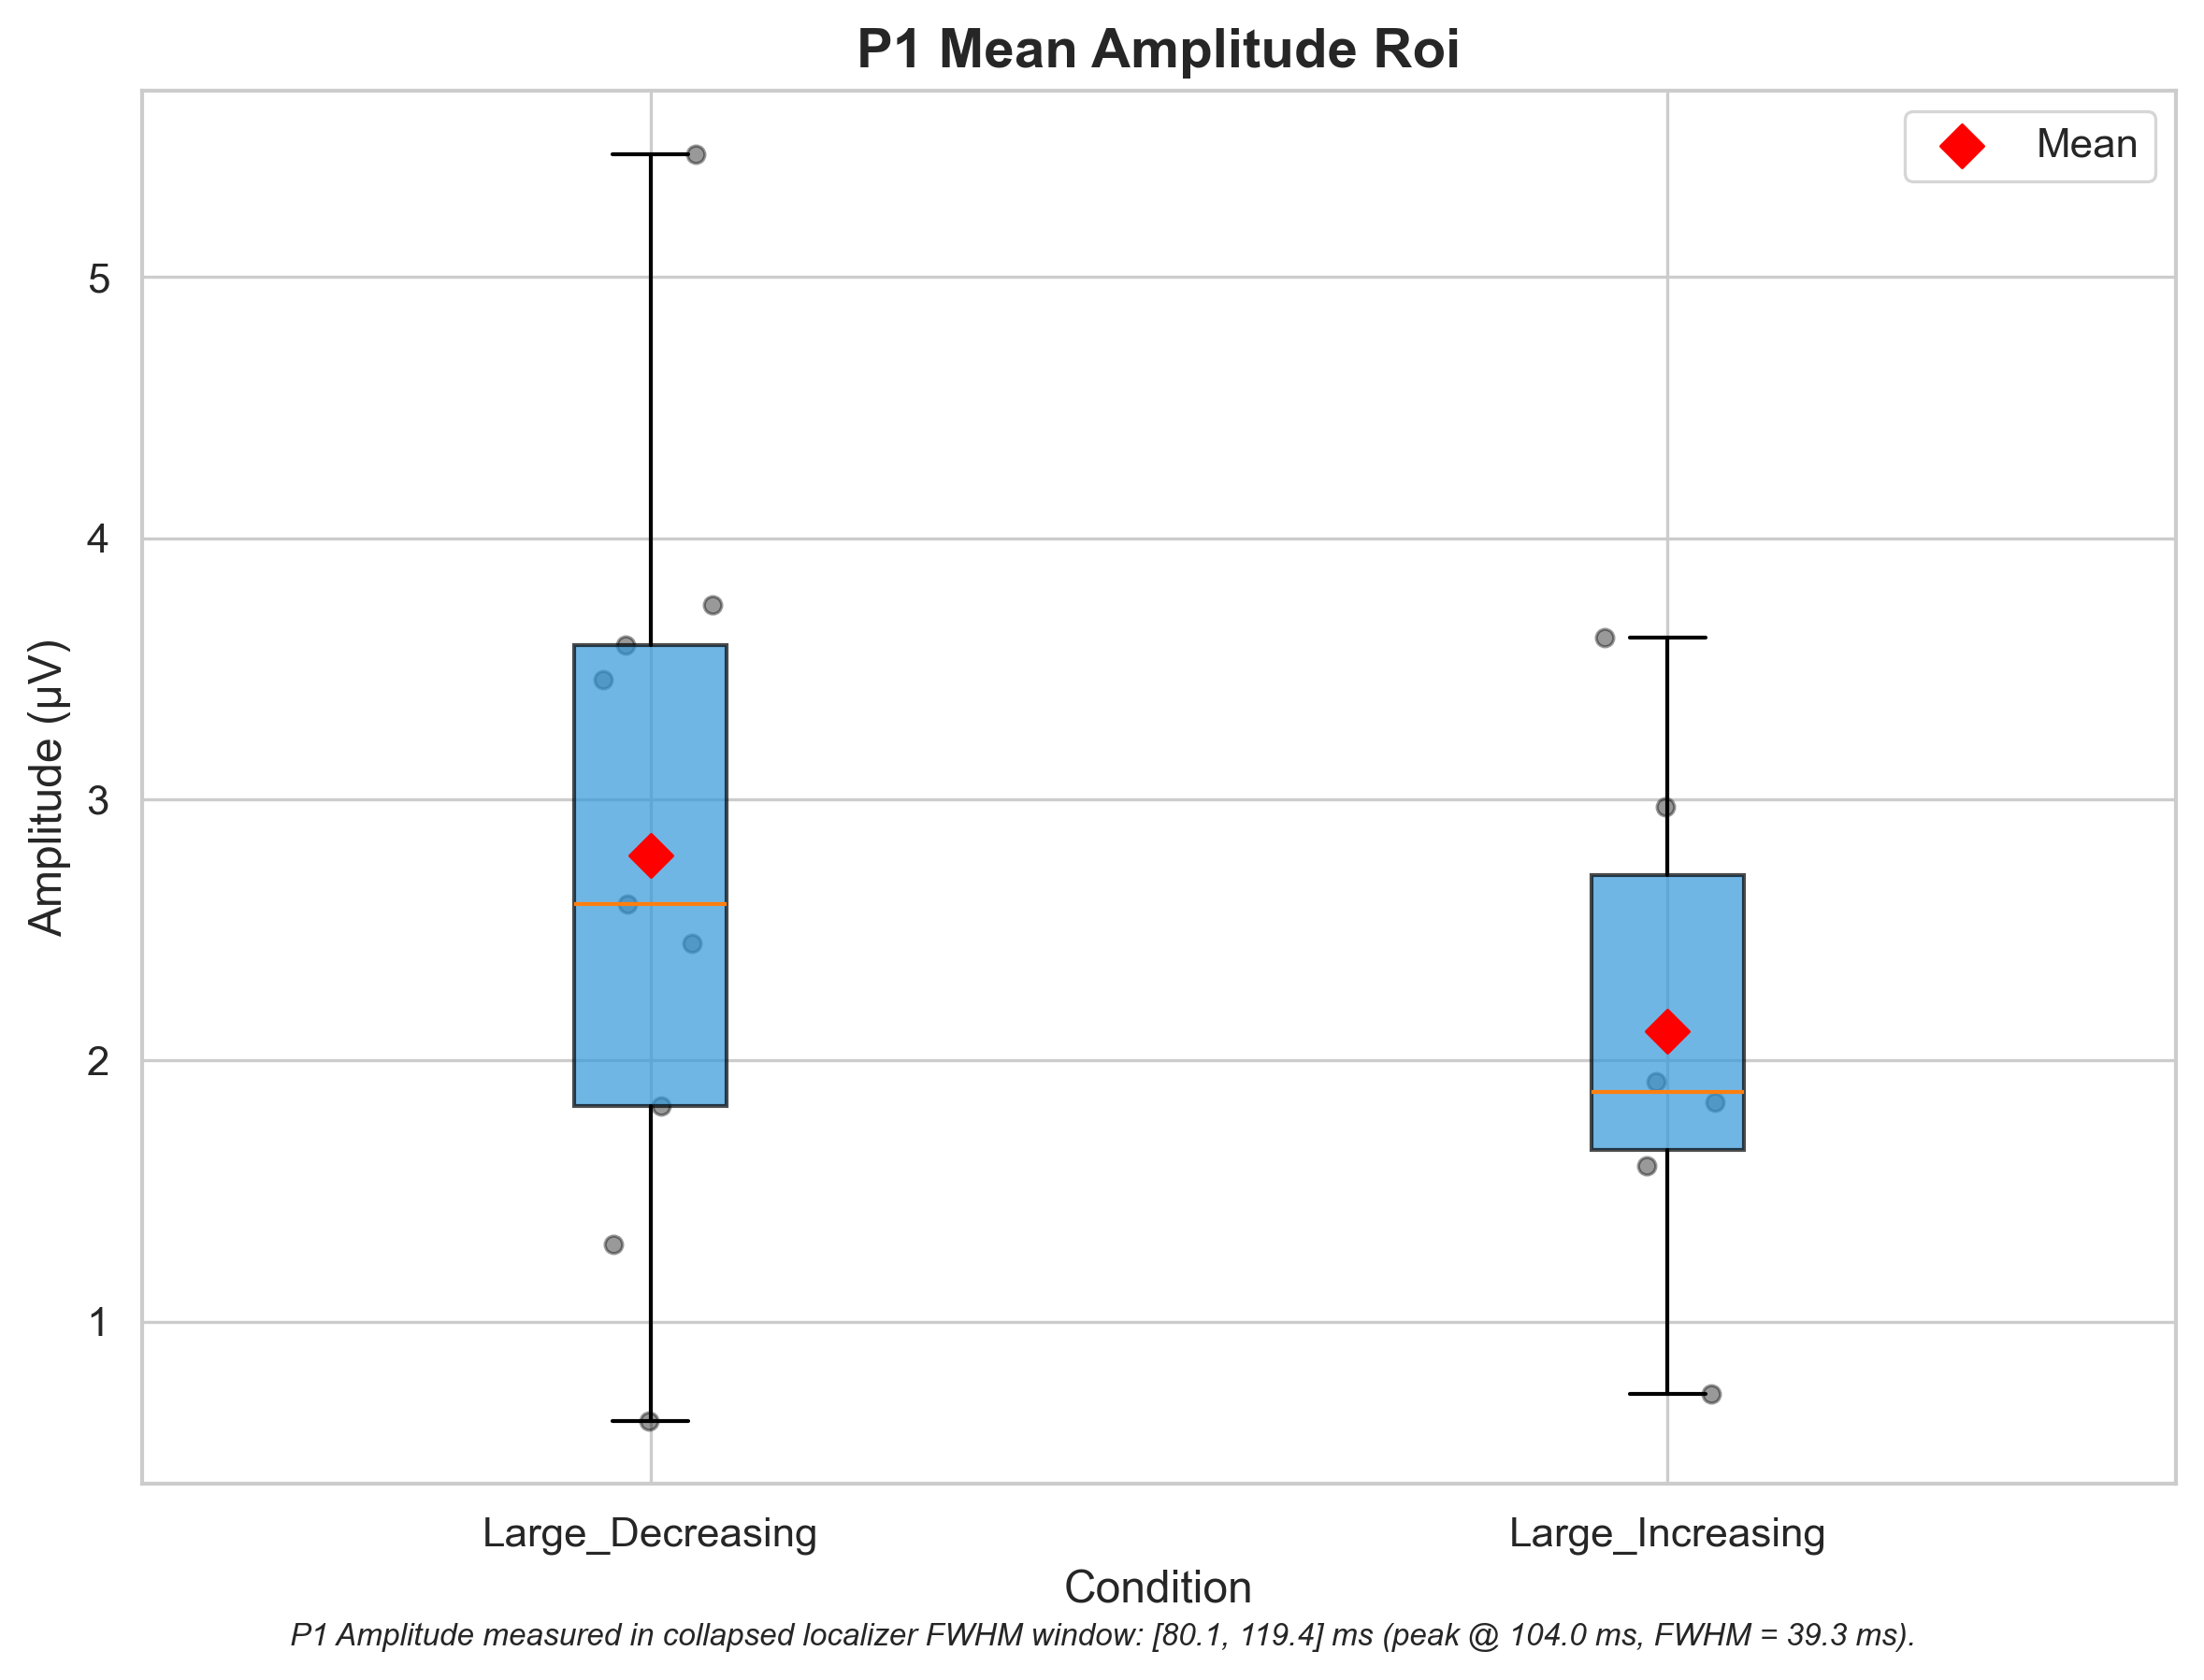 P1 Mean Amplitude Roi
Mean
Amplitude (µV)
5
4
3
2
1
Large_Decreasing
Large_Increasing
Condition
P1 Amplitude measured in collapsed localizer FWHM window: [80.1, 119.4] ms (peak @ 104.0 ms, FWHM = 39.3 ms).